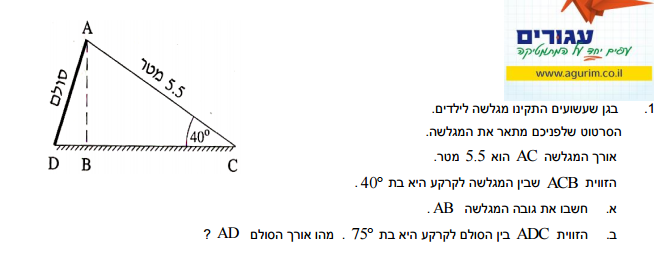 עגורים
עפים יחד על המתמטיקה
www.agurim.co.il
A
סולם
5.5 מטר
40°
D B C
1. בגן שעשועים התקינו מגלשה לילדים.
הסרטוט שלפניכם מתאר את המגלשה.
אורך המגלשה AC הוא 5.5 מטר.
הזווית ACB שבין המגלשה לקרקע היא בת 40° .
א. חשבו את גובה המגלשה AB .
ב. הזווית ADC בין הסולם לקרקע היא בת 75° . מהו אורך הסולם AD ?